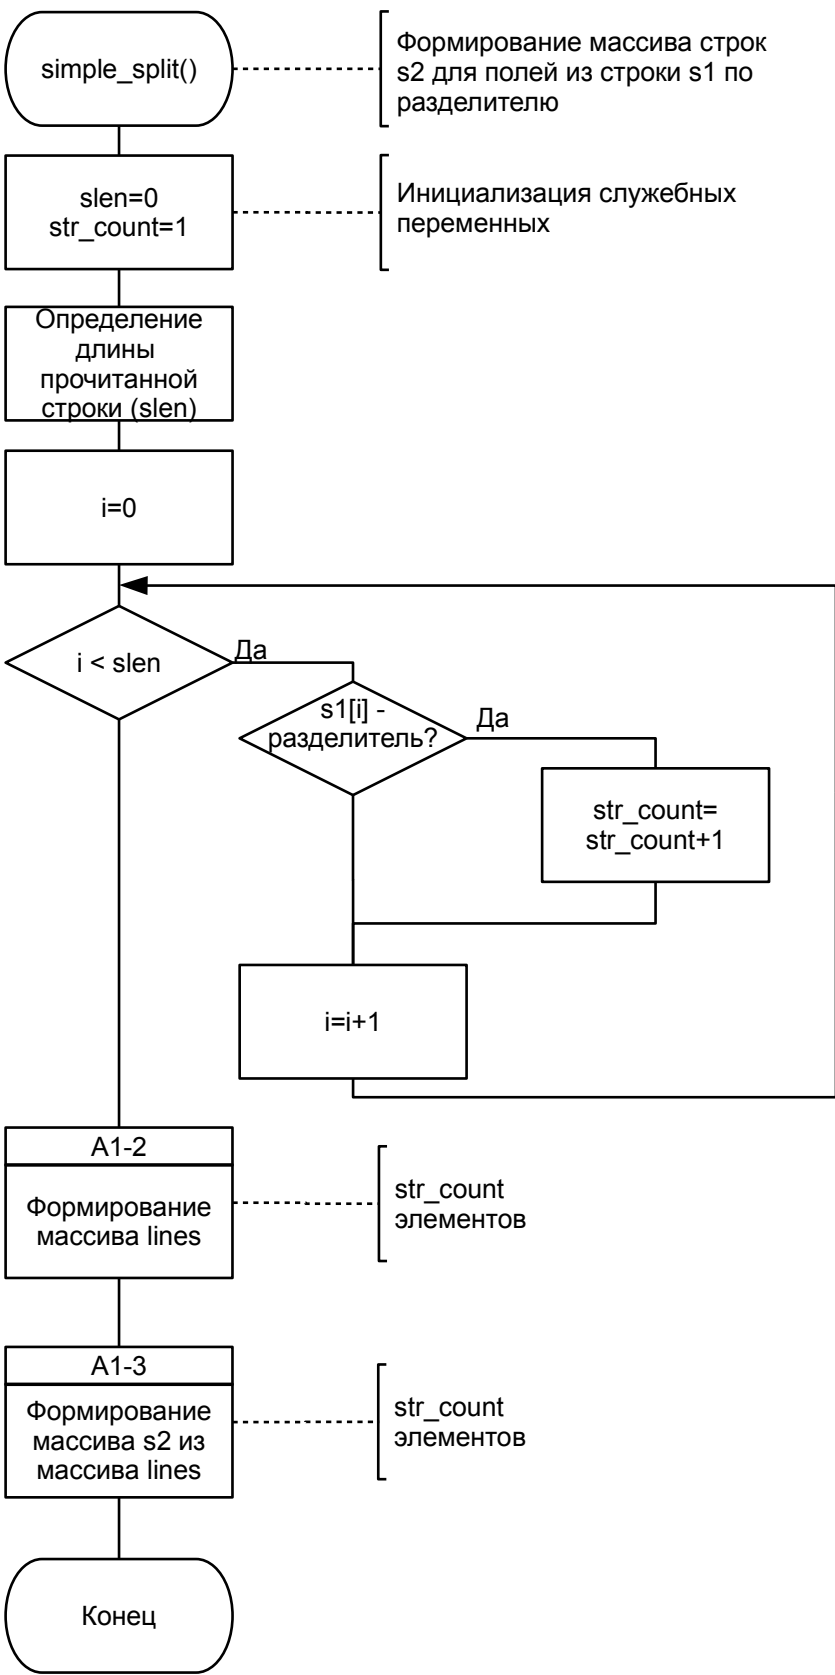 simple_split()
Формирование массива строк
s2 для полей из строки s1 по
разделителю
slen=0
str_count=1
Инициализация служебных
переменных
Определение
длины
прочитанной
строки (slen)
i=0
i < slen
Да
s1[i] -
разделитель?
Да
str_count=
str_count+1
i=i+1
A1-2
Формирование
массива lines
str_count
элементов
A1-3
Формирование
массива s2 из
массива lines
str_count
элементов
Конец